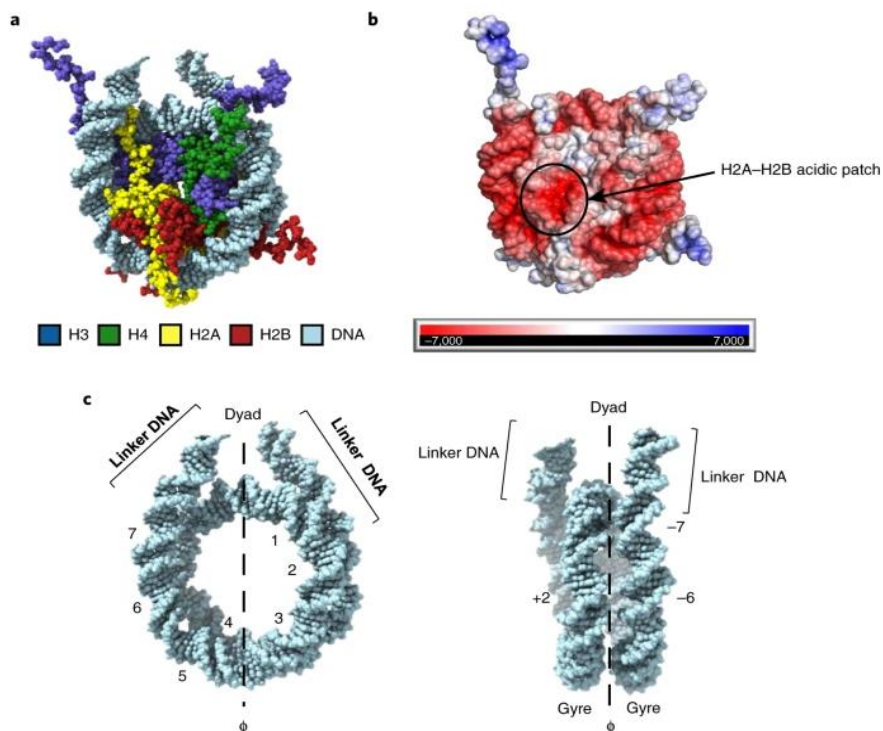 a
b
H2A–H2B acidic patch
H3 H4 H2A H2B DNA
–7,000 7,000
c
Linker DNA Dyad Linker DNA
7 1
2
6 4 3
5
ϕ
Dyad
Linker DNA Linker DNA
–7
+2 –6
Gyre Gyre
ϕ